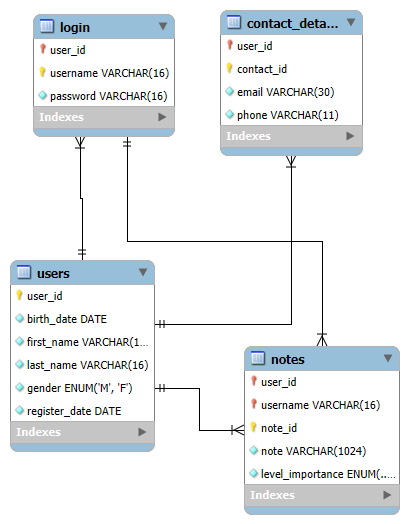 login
user_id
username VARCHAR(16)
password VARCHAR(16)
Indexes
contact_deta...
user_id
contact_id
email VARCHAR(30)
phone VARCHAR(11)
Indexes
users
user_id
birth_date DATE
first_name VARCHAR(1...
last_name VARCHAR(16)
gender ENUM('M', 'F')
register_date DATE
Indexes
notes
user_id
username VARCHAR(16)
note_id
note VARCHAR(1024)
level_importance ENUM(...
Indexes